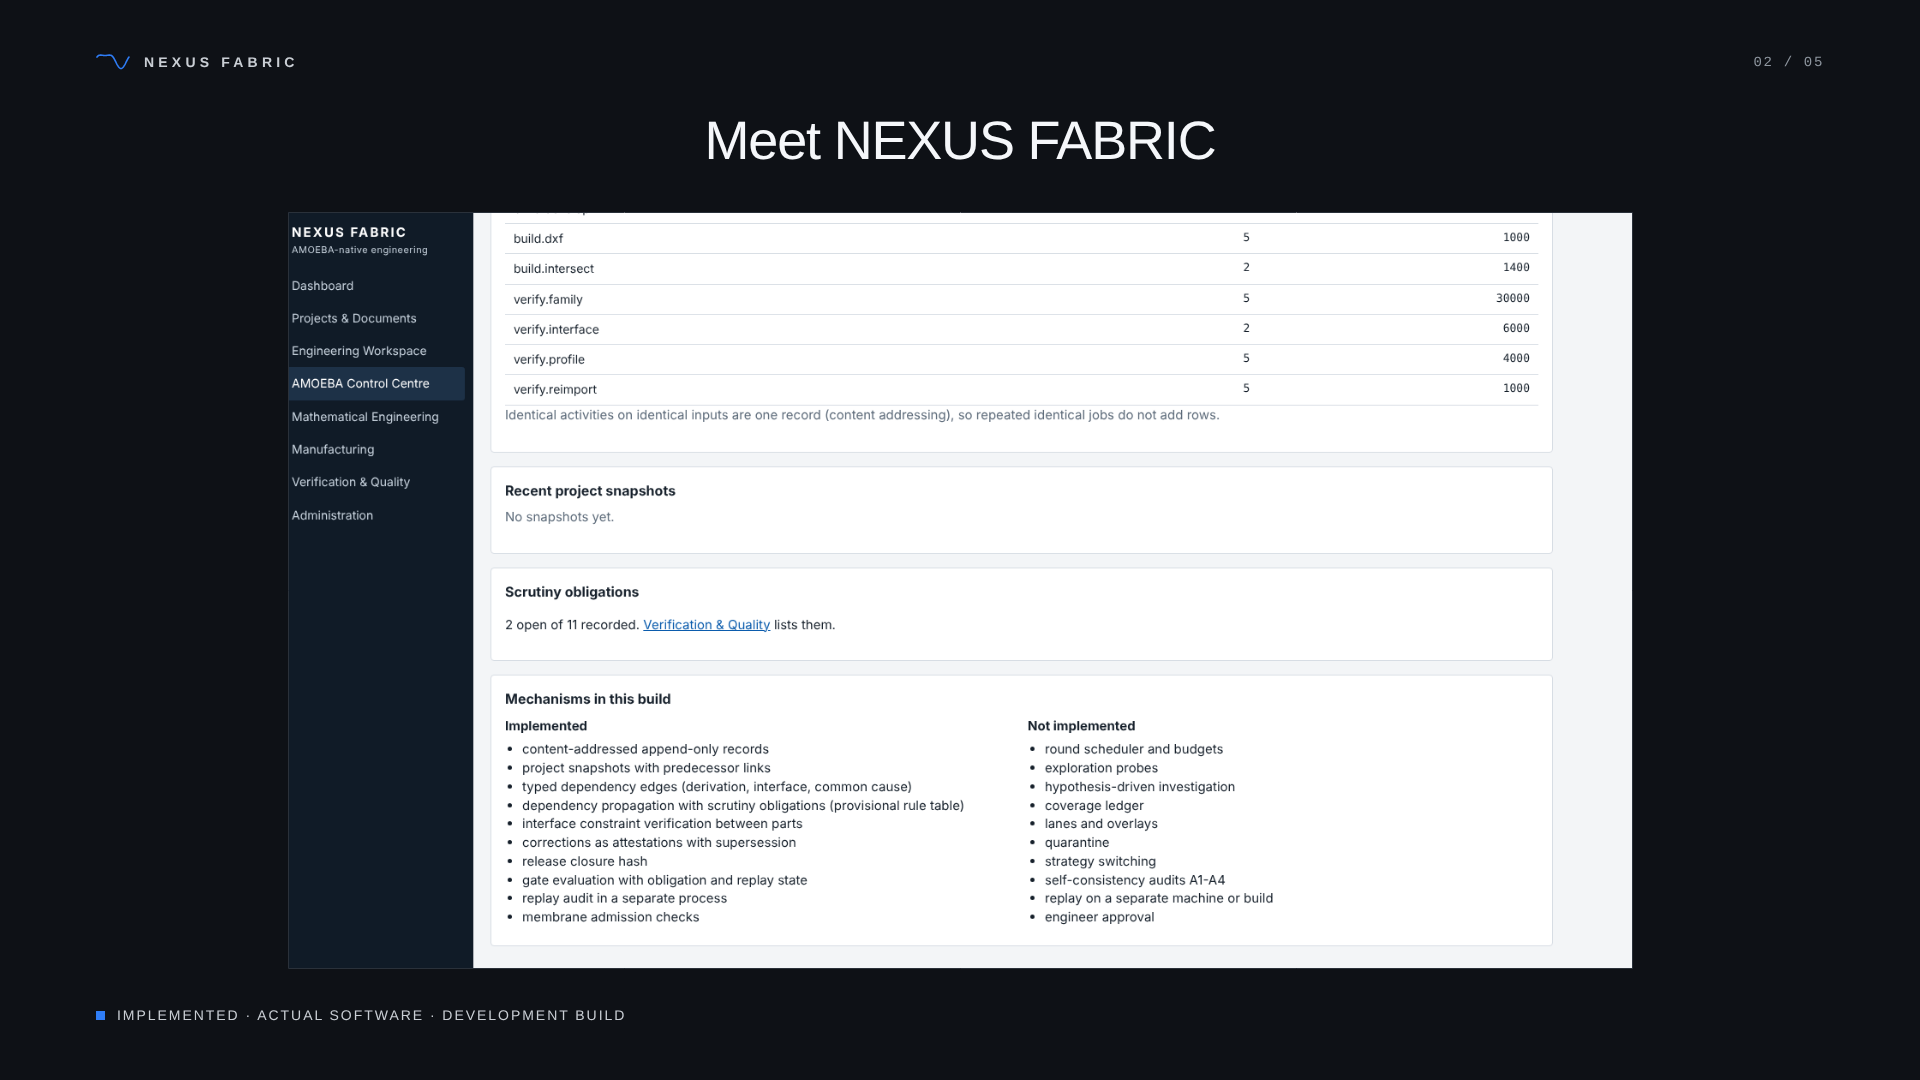 NEXUS FABRIC
02 / 05
Meet NEXUS FABRIC
NEXUS FABRIC
AMOEBA-native engineering
Dashboard
Projects & Documents
Engineering Workspace
AMOEBA Control Centre
Mathematical Engineering
Manufacturing
Verification & Quality
Administration
build.dxf 5 1000
build.intersect 2 1400
verify.family 5 30000
verify.interface 2 6000
verify.profile 5 4000
verify.reimport 5 1000
Identical activities on identical inputs are one record (content addressing), so repeated identical jobs do not add rows.
Recent project snapshots
No snapshots yet.
Scrutiny obligations
2 open of 11 recorded. Verification & Quality lists them.
Mechanisms in this build
Implemented
• content-addressed append-only records
• project snapshots with predecessor links
• typed dependency edges (derivation, interface, common cause)
• dependency propagation with scrutiny obligations (provisional rule table)
• interface constraint verification between parts
• corrections as attestations with supersession
• release closure hash
• gate evaluation with obligation and replay state
• replay audit in a separate process
• membrane admission checks
Not implemented
• round scheduler and budgets
• exploration probes
• hypothesis-driven investigation
• coverage ledger
• lanes and overlays
• quarantine
• strategy switching
• self-consistency audits A1-A4
• replay on a separate machine or build
• engineer approval
IMPLEMENTED · ACTUAL SOFTWARE · DEVELOPMENT BUILD